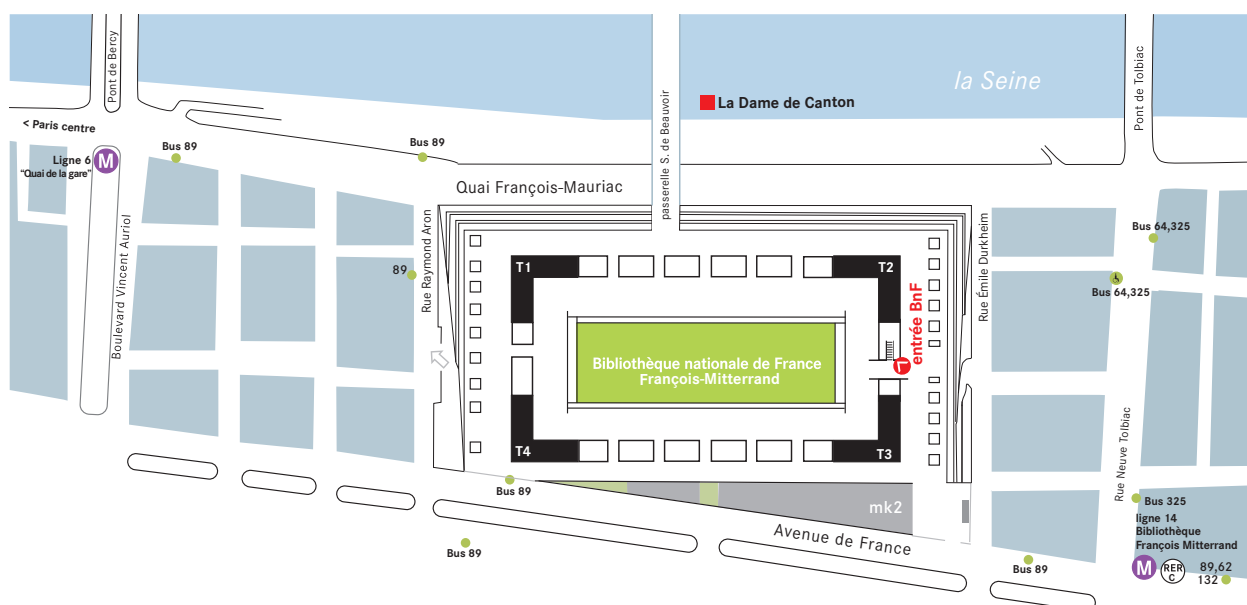 Pont de Bercy
la Seine
Pont de Tolbiac
La Dame de Canton
passerelle S. de Beauvoir
< Paris centre
Bus 89
Bus 89
Ligne 6
"Quai de la gare"
M
Quai François-Mauriac
Boulevard Vincent Auriol
Rue Raymond Aron
89
Rue Émile Durkheim
Bus 64,325
Bus 64,325
T1
T2
entrée BnF
Bibliothèque nationale de France
François-Mitterrand
T4
T3
Rue Neuve Tolbiac
Bus 89
mk2
Avenue de France
Bus 89
Bus 325
ligne 14
Bibliothèque
François Mitterrand
M
RER
C
89,62
132
Bus 89